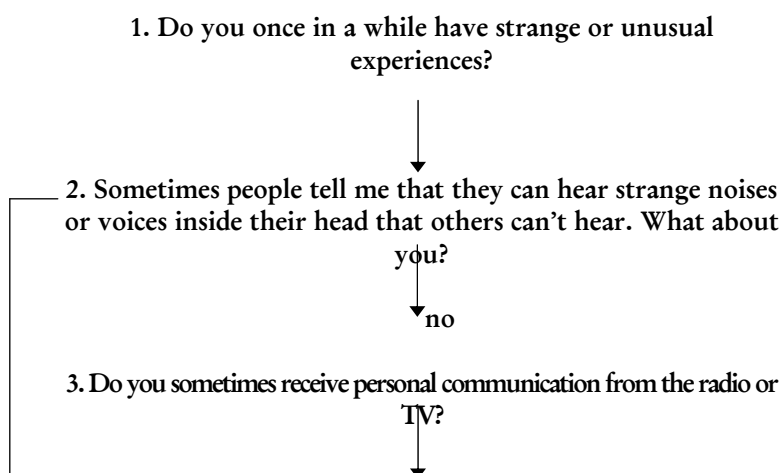 1. Do you once in a while have strange or unusual
experiences?
2. Sometimes people tell me that they can hear strange noises
or voices inside their head that others can’t hear. What about
you?
no
3. Do you sometimes receive personal communication from the radio or
TV?